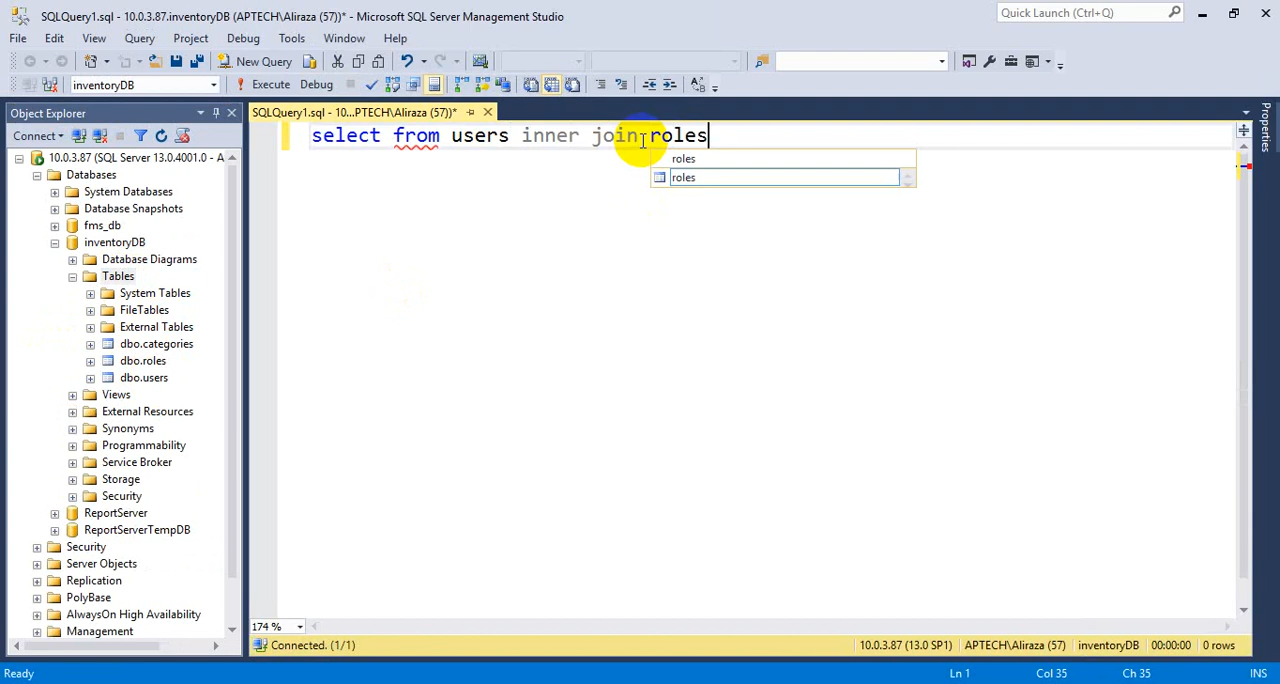 SQLQuery1.sql - 10.0.3.87.inventoryDB (APTECH\Aliraza (57))* - Microsoft SQL Server Management Studio
Quick Launch (Ctrl+Q)
File Edit View Query Project Debug Tools Window Help
New Query
inventoryDB
Execute Debug
Object Explorer
SQLQuery1.sql - 10...PTECH\Aliraza (57))*
Connect
select from users inner join roles
roles
roles
10.0.3.87 (SQL Server 13.0.4001.0 - A
Databases
System Databases
Database Snapshots
fms_db
inventoryDB
Database Diagrams
Tables
System Tables
FileTables
External Tables
dbo.categories
dbo.roles
dbo.users
Views
External Resources
Synonyms
Programmability
Service Broker
Storage
Security
ReportServer
ReportServerTempDB
Security
Server Objects
Replication
PolyBase
AlwaysOn High Availability
Management
Properties
174 %
Connected. (1/1)
10.0.3.87 (13.0 SP1) APTECH\Aliraza (57) inventoryDB 00:00:00 0 rows
Ready
Ln 1 Col 35 Ch 35 INS